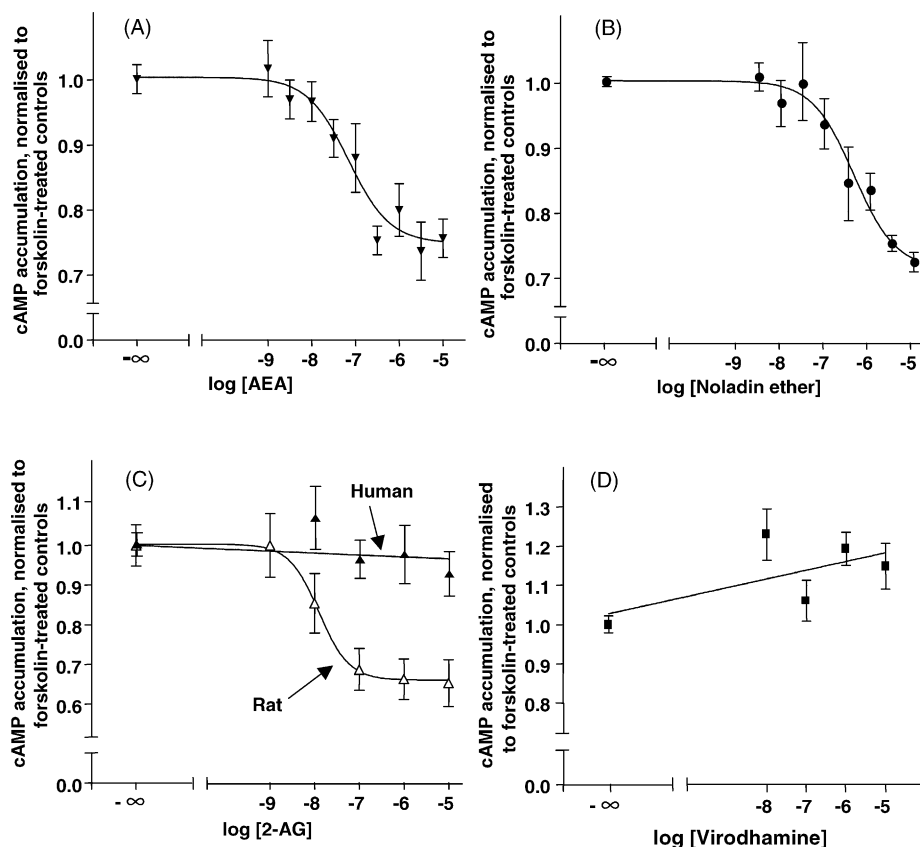 (A)
cAMP accumulation, normalised to
forskolin-treated controls
1.0
0.9
0.8
0.7
0.0
-∞
-9 -8 -7 -6 -5
log [AEA]
(B)
cAMP accumulation, normalised to
forskolin-treated controls
1.0
0.9
0.8
0.7
0.0
-∞
-9 -8 -7 -6 -5
log [Noladin ether]
(C)
cAMP accumulation, normalised to
forskolin-treated controls
1.1
1.0
0.9
0.8
0.7
0.6
0.0
Human
Rat
- ∞
-9 -8 -7 -6 -5
log [2-AG]
(D)
cAMP accumulation, normalised
to forskolin-treated controls
1.3
1.2
1.1
1.0
0.9
0.8
0.0
- ∞
-8 -7 -6 -5
log [Virodhamine]